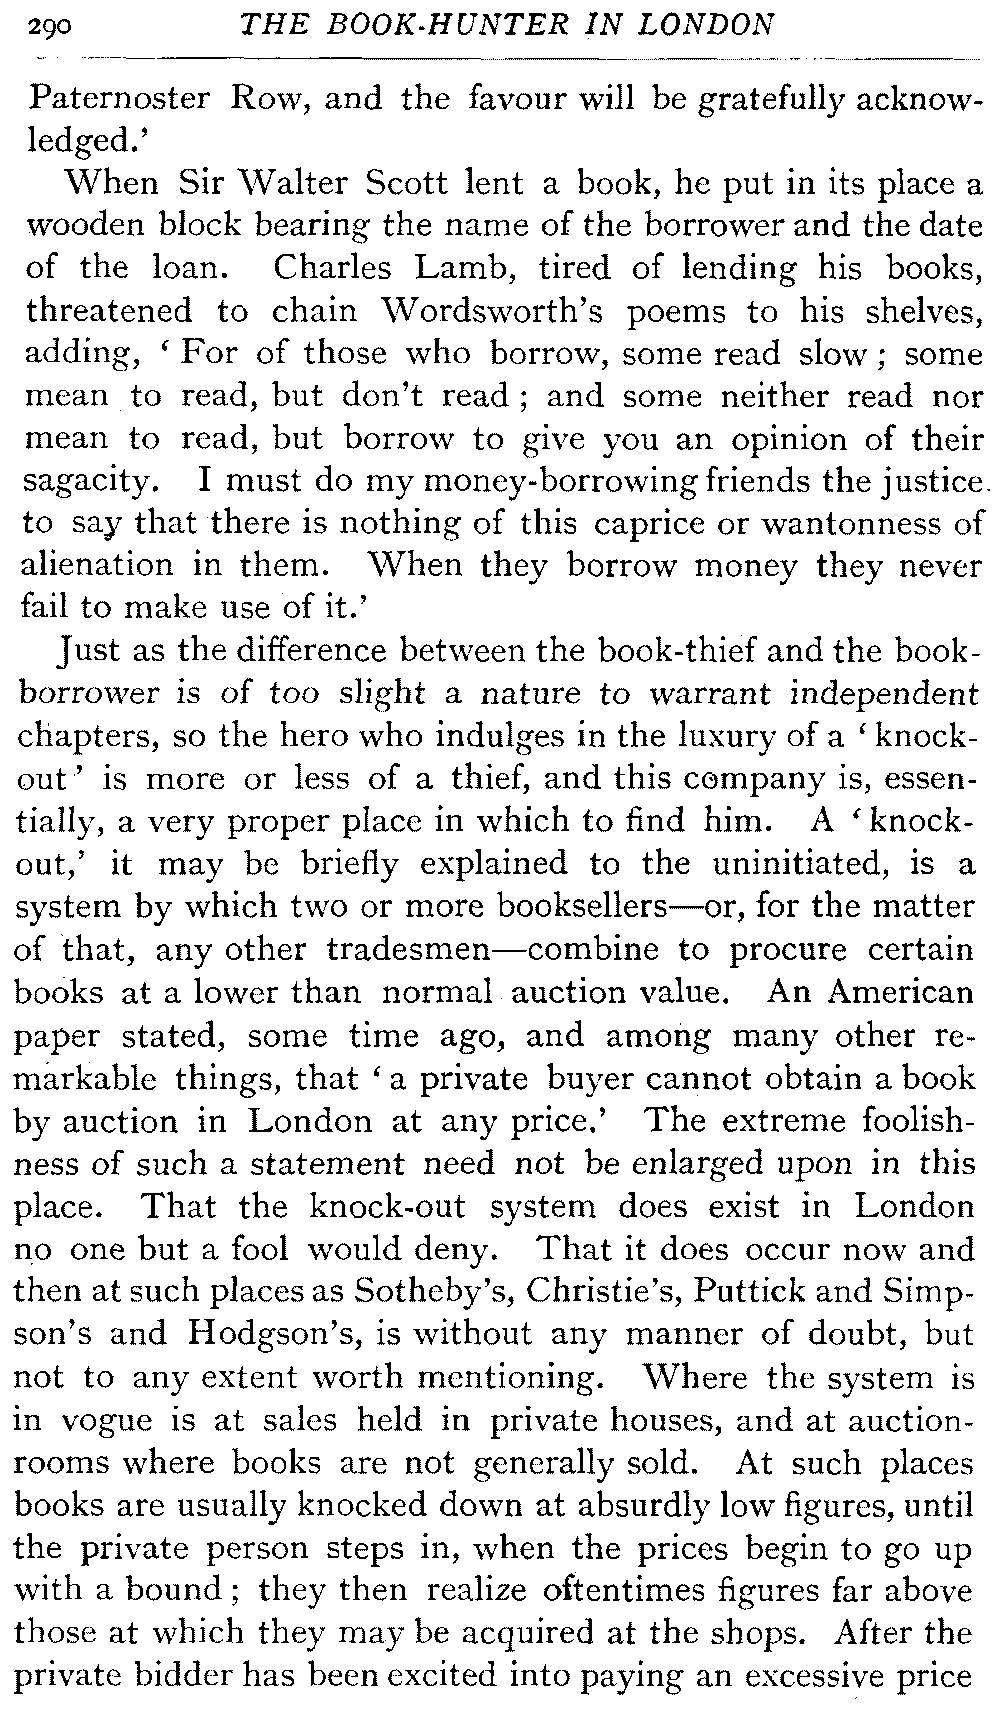 290 THE BOOK-HUNTER IN LONDON
Paternoster Row, and the favour will be gratefully acknow-
ledged.’
When Sir Walter Scott lent a book, he put in its place a
wooden block bearing the name of the borrower and the date
of the loan. Charles Lamb, tired of lending his books,
threatened to chain Wordsworth’s poems to his shelves,
adding, ‘ For of those who borrow, some read slow ; some
mean to read, but don’t read ; and some neither read nor
mean to read, but borrow to give you an opinion of their
sagacity. I must do my money-borrowing friends the justice
to say that there is nothing of this caprice or wantonness of
alienation in them. When they borrow money they never
fail to make use of it.’
Just as the difference between the book-thief and the book-
borrower is of too slight a nature to warrant independent
chapters, so the hero who indulges in the luxury of a ‘ knock-
out ’ is more or less of a thief, and this company is, essen-
tially, a very proper place in which to find him. A ‘ knock-
out,’ it may be briefly explained to the uninitiated, is a
system by which two or more booksellers—or, for the matter
of that, any other tradesmen—combine to procure certain
books at a lower than normal auction value. An American
paper stated, some time ago, and among many other re-
markable things, that ‘ a private buyer cannot obtain a book
by auction in London at any price.’ The extreme foolish-
ness of such a statement need not be enlarged upon in this
place. That the knock-out system does exist in London
no one but a fool would deny. That it does occur now and
then at such places as Sotheby’s, Christie’s, Puttick and Simp-
son’s and Hodgson’s, is without any manner of doubt, but
not to any extent worth mentioning. Where the system is
in vogue is at sales held in private houses, and at auction-
rooms where books are not generally sold. At such places
books are usually knocked down at absurdly low figures, until
the private person steps in, when the prices begin to go up
with a bound ; they then realize oftentimes figures far above
those at which they may be acquired at the shops. After the
private bidder has been excited into paying an excessive price